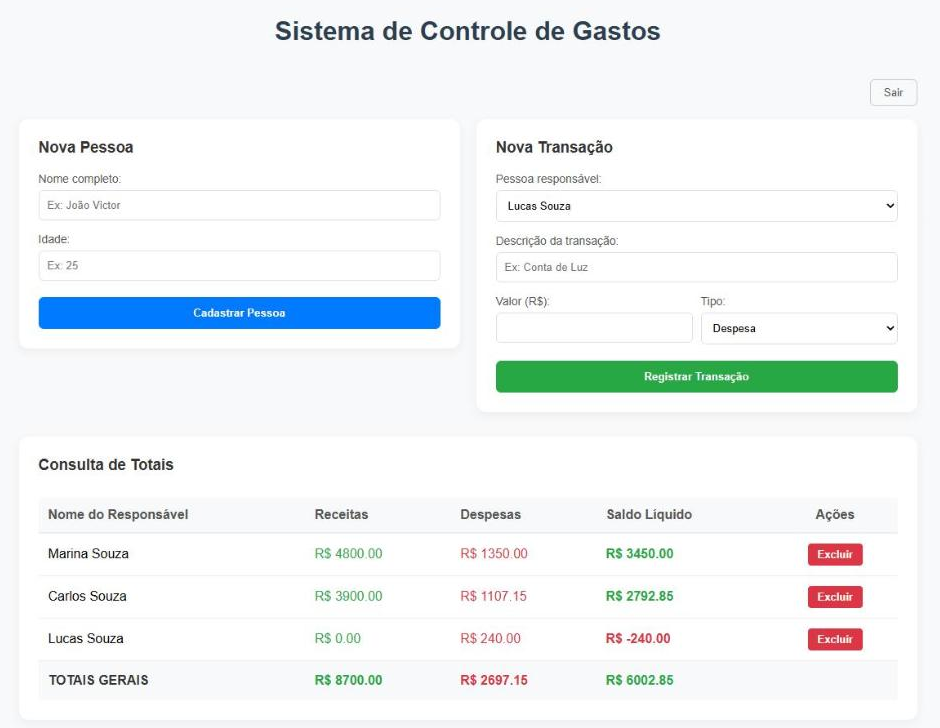 Sistema de Controle de Gastos
Sair
Nova Pessoa
Nome completo:
Ex: João Victor
Idade:
Ex: 25
Cadastrar Pessoa
Nova Transação
Pessoa responsável:
Lucas Souza
Descrição da transação:
Ex: Conta de Luz
Valor (R$): Tipo:
Despesa
Registrar Transação
Consulta de Totais
Nome do Responsável Receitas Despesas Saldo Líquido Ações
Marina Souza R$ 4800.00 R$ 1350.00 R$ 3450.00 Excluir
Carlos Souza R$ 3900.00 R$ 1107.15 R$ 2792.85 Excluir
Lucas Souza R$ 0.00 R$ 240.00 R$ -240.00 Excluir
TOTAIS GERAIS R$ 8700.00 R$ 2697.15 R$ 6002.85